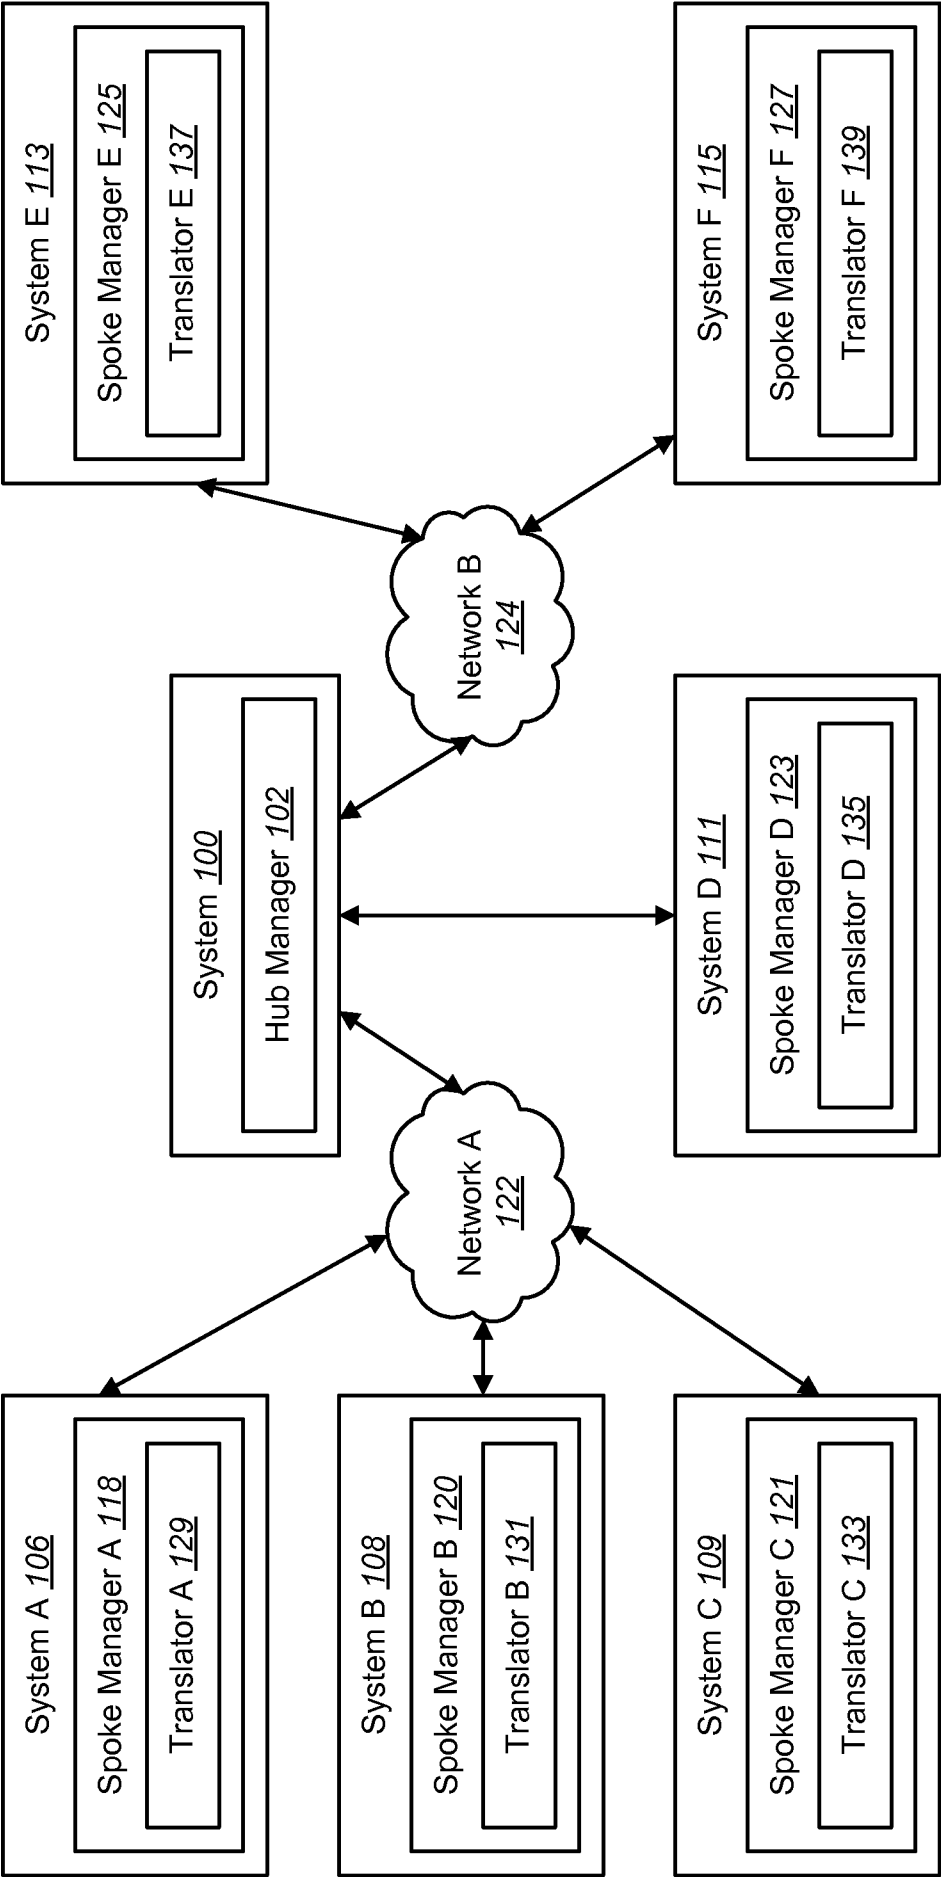 System A 106
Spoke Manager A 118
Translator A 129
System B 108
Spoke Manager B 120
Translator B 131
System C 109
Spoke Manager C 121
Translator C 133
Network A
122
System 100
Hub Manager 102
System D 111
Spoke Manager D 123
Translator D 135
Network B
124
System E 113
Spoke Manager E 125
Translator E 137
System F 115
Spoke Manager F 127
Translator F 139